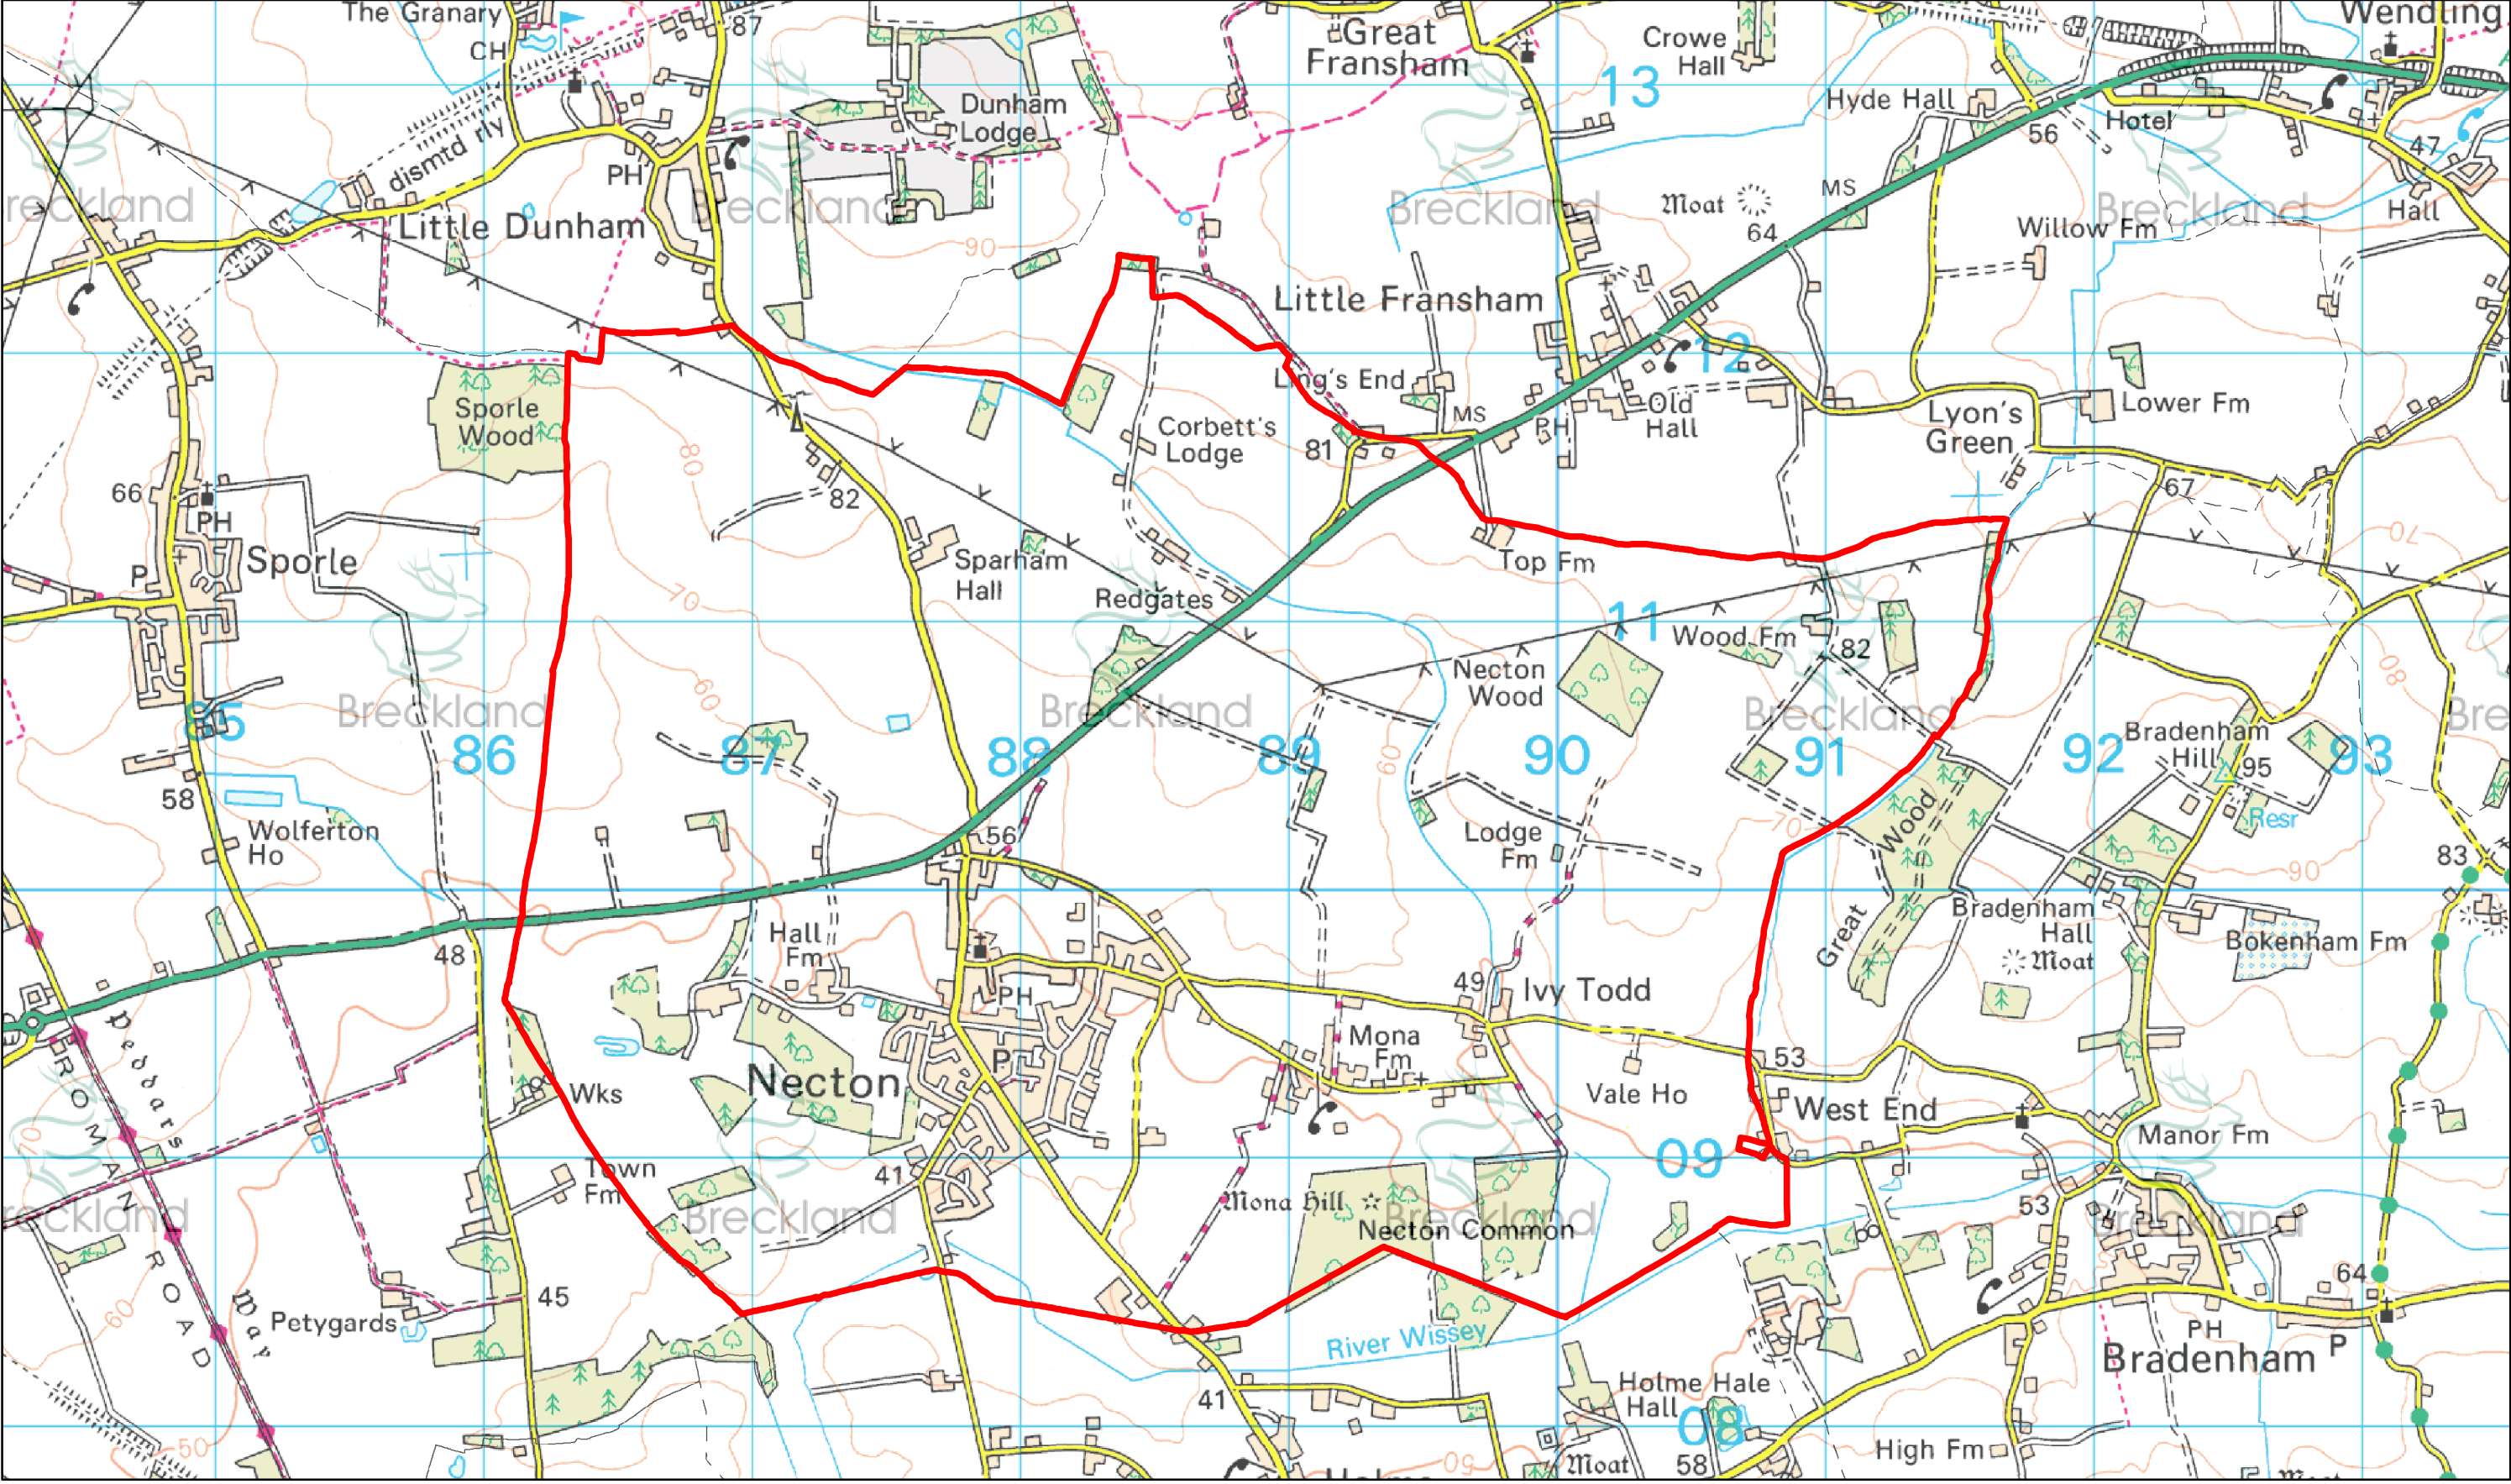 The Granary
87
Great
Fransham
Crowe
Hall
Wendling
CH
13
Hyde Hall
Dunham
Lodge
56
Hotel
47
dismtd rly
PH
MS
Breckland
Breckland
Breckland
Moat
Breckland
Hall
Little Dunham
64
Willow Fm
90
Little Fransham
12
Ling's End
Sporle
Wood
MS
Old
Hall
Lyon's
Green
Lower Fm
Corbett's
Lodge
81
PH
80
66
82
67
PH
Sporle
Sparham
Hall
Top Fm
70
P
70
Redgates
11
Wood Fm
82
Necton
Wood
80
60
Breckland
Breckland
Breckland
85
86
87
88
89
60
90
91
92
Bradenham
Hill
95
93
58
Resr
Wolferton
Ho
56
Lodge
Fm
70
Great Wood
83
90
48
Hall
Fm
Bradenham
Hall
Moat
Bokenham Fm
PH
49
Ivy Todd
Peddars Way
ROMAN ROAD
Mona
Fm
53
P
Necton
Wks
Vale Ho
West End
Manor Fm
70
09
Town
Fm
41
Mona Hill
Necton Common
Breckland
Breckland
Breckland
53
64
45
Petygards
60
River Wissey
PH
P
Bradenham
41
Holme Hale
Hall
08
50
High Fm
Moat
58